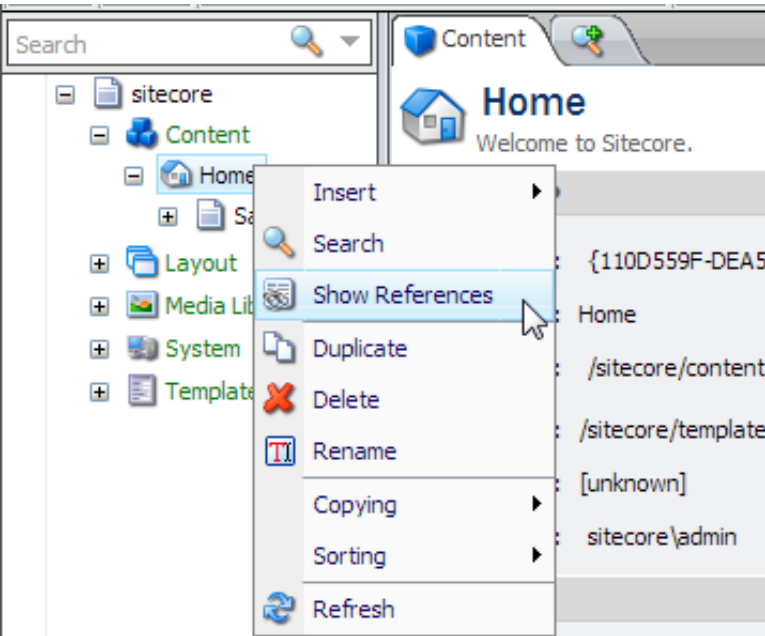 Search
Content
sitecore
Content
Home
Layout
Media Lib
System
Template
Home
Welcome to Sitecore.
Insert
Search
Show References
Duplicate
Delete
Rename
Copying
Sorting
Refresh
: {110D559F-DEA5
: Home
: /sitecore/content
: /sitecore/template
: [unknown]
: sitecore\admin